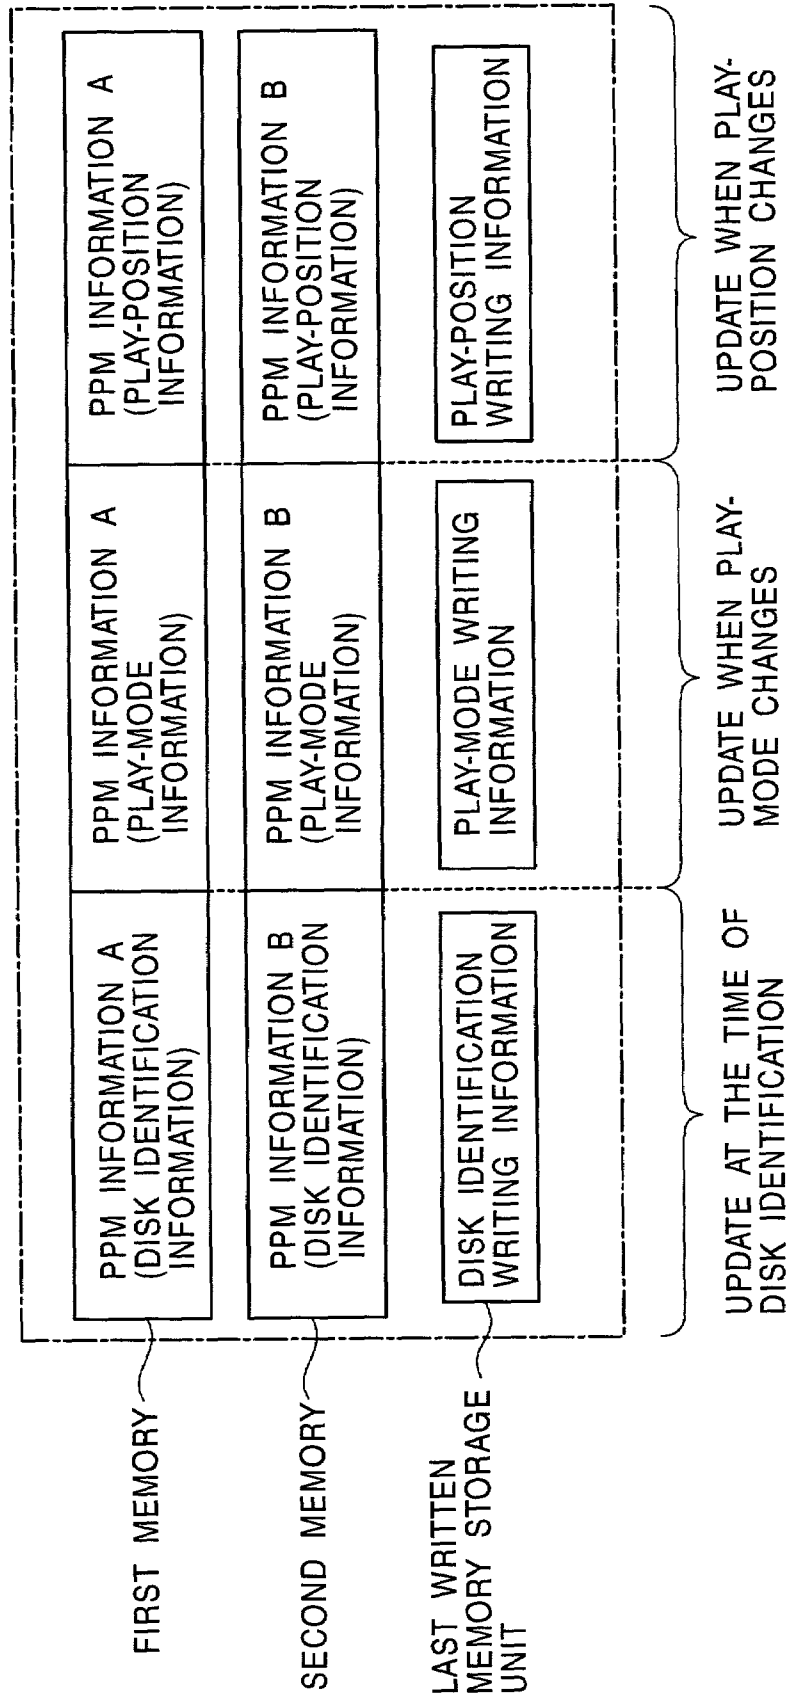 FIRST MEMORY
PPM INFORMATION A
(DISK IDENTIFICATION
INFORMATION)
PPM INFORMATION A
(PLAY-MODE
INFORMATION)
PPM INFORMATION A
(PLAY-POSITION
INFORMATION)
SECOND MEMORY
PPM INFORMATION B
(DISK IDENTIFICATION
INFORMATION)
PPM INFORMATION B
(PLAY-MODE
INFORMATION)
PPM INFORMATION B
(PLAY-POSITION
INFORMATION)
LAST WRITTEN
MEMORY STORAGE
UNIT
DISK IDENTIFICATION
WRITING INFORMATION
PLAY-MODE WRITING
INFORMATION
PLAY-POSITION
WRITING INFORMATION
UPDATE AT THE TIME OF
DISK IDENTIFICATION
UPDATE WHEN PLAY-
MODE CHANGES
UPDATE WHEN PLAY-
POSITION CHANGES